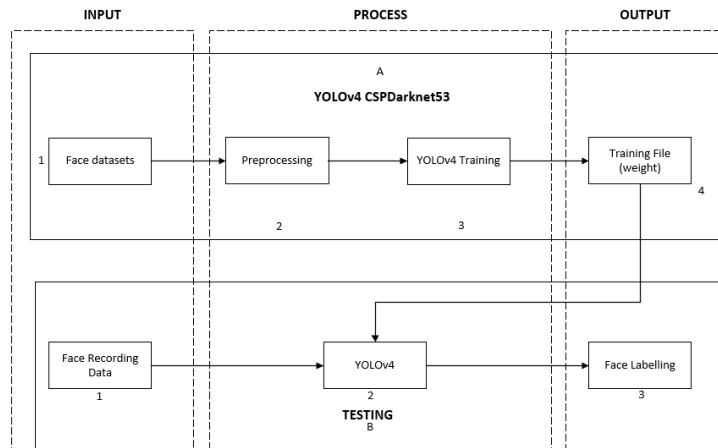 INPUT
PROCESS
OUTPUT
A
YOLOv4 CSPDarknet53
1
Face datasets
Preprocessing
YOLOv4 Training
Training File
(weight)
2
3
4
Face Recording
Data
YOLOv4
Face Labelling
1
2
3
TESTING
B